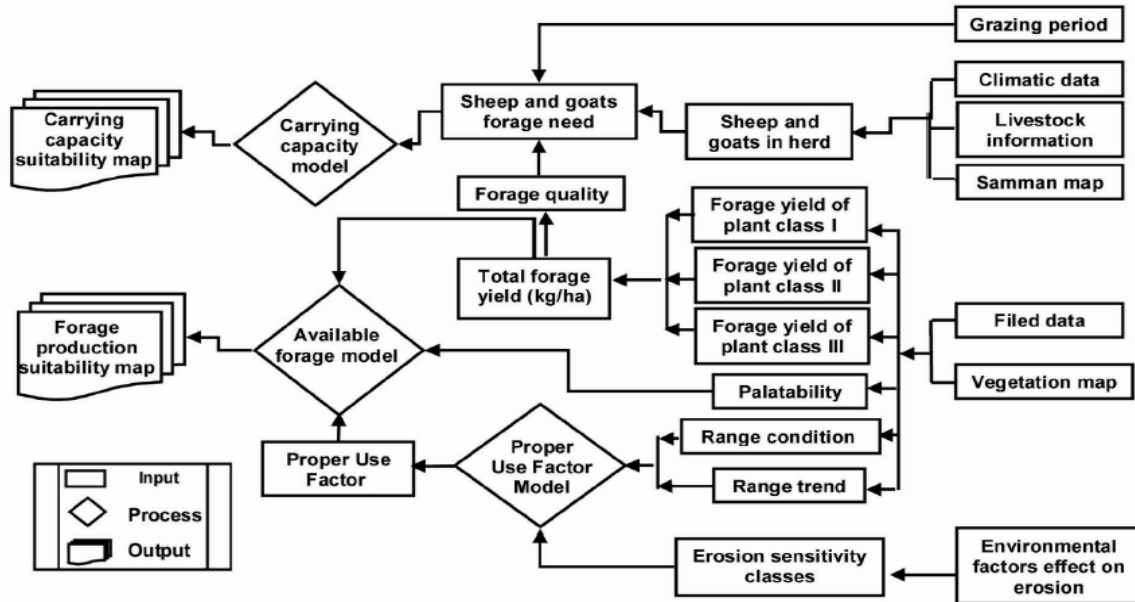 Grazing period
Climatic data
Livestock
information
Samman map
Sheep and
goats in herd
Sheep and goats
forage need
Carrying
capacity
model
Carrying
capacity
suitability map
Forage quality
Forage yield of
plant class I
Forage yield of
plant class II
Forage yield of
plant class III
Total forage
yield (kg/ha)
Available
forage model
Forage
production
suitability map
Filed data
Vegetation map
Palatability
Range condition
Range trend
Proper
Use Factor
Model
Proper Use
Factor
Erosion sensitivity
classes
Environmental
factors effect on
erosion
Input
Process
Output